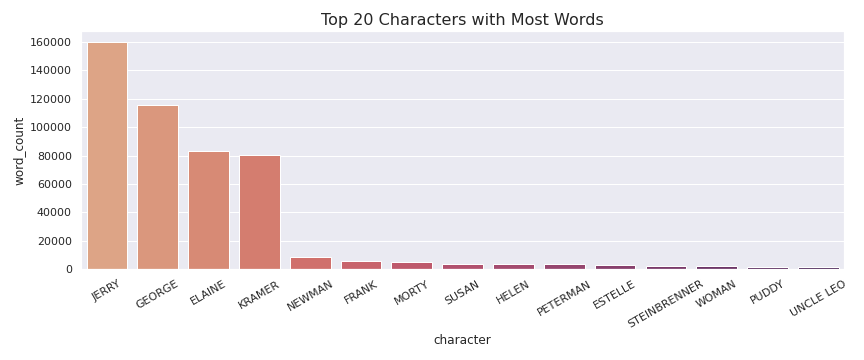 Top 20 Characters with Most Words
word_count
160000
140000
120000
100000
80000
60000
40000
20000
0
JERRY
GEORGE
ELAINE
KRAMER
NEWMAN
FRANK
MORTY
SUSAN
HELEN
PETERMAN
ESTELLE
STEINBRENNER
WOMAN
PUDDY
UNCLE LEO
character